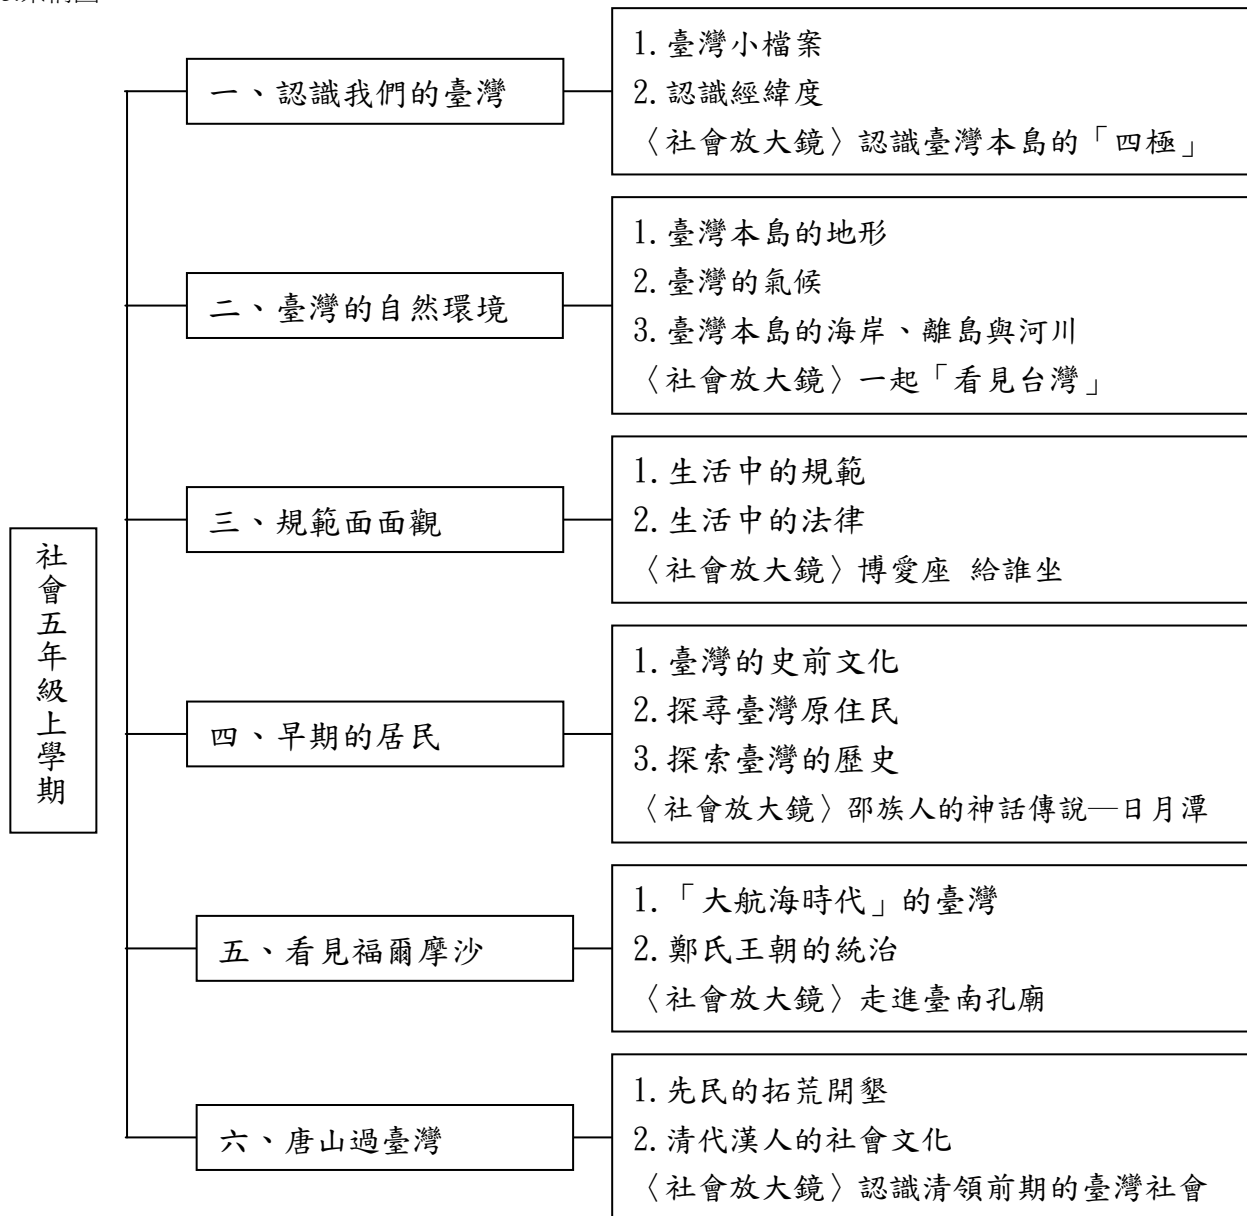 社會五年級上學期
一、認識我們的臺灣
1.臺灣小檔案
2.認識經緯度
〈社會放大鏡〉認識臺灣本島的「四極」
二、臺灣的自然環境
1.臺灣本島的地形
2.臺灣的氣候
3.臺灣本島的海岸、離島與河川
〈社會放大鏡〉一起「看見台灣」
三、規範面面觀
1.生活中的規範
2.生活中的法律
〈社會放大鏡〉博愛座 給誰坐
四、早期的居民
1.臺灣的史前文化
2.探尋臺灣原住民
3.探索臺灣的歷史
〈社會放大鏡〉邵族人的神話傳說─日月潭
五、看見福爾摩沙
1.「大航海時代」的臺灣
2.鄭氏王朝的統治
〈社會放大鏡〉走進臺南孔廟
六、唐山過臺灣
1.先民的拓荒開墾
2.清代漢人的社會文化
〈社會放大鏡〉認識清領前期的臺灣社會